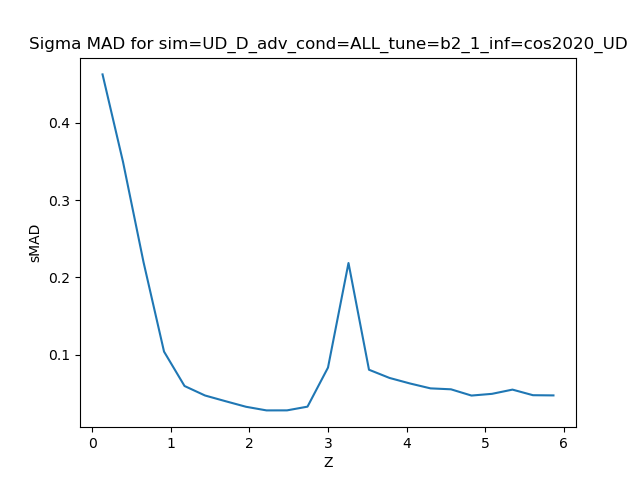 Sigma MAD for sim=UD_D_adv_cond=ALL_tune=b2_1_inf=cos2020_UD
0.4
0.3
0.2
0.1
sMAD
0 1 2 3 4 5 6
Z